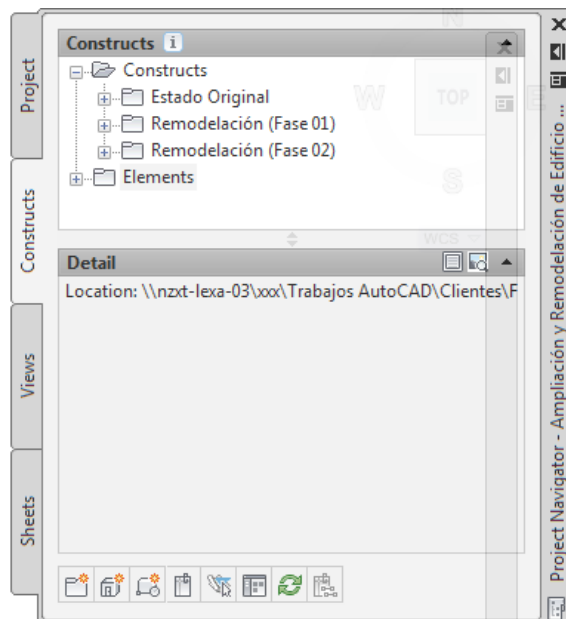 Constructs i
Constructs
Estado Original
Remodelación (Fase 01)
Remodelación (Fase 02)
Elements
Detail
Location: \\nzxt-lexa-03\xxx\Trabajos AutoCAD\Clientes\F
Project
Constructs
Views
Sheets
N
W
TOP
E
S
WCS
Project Navigator - Ampliación y Remodelación de Edificio ...